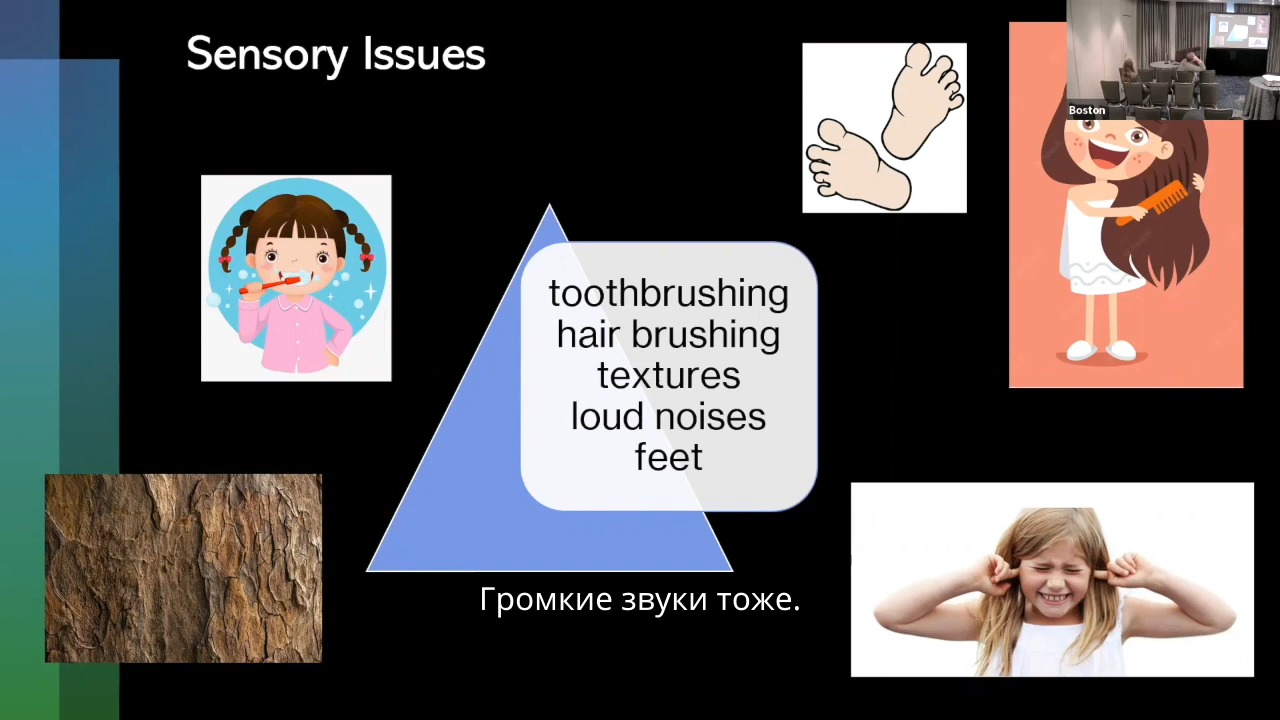 Sensory Issues
Boston
toothbrushing
hair brushing
textures
loud noises
feet
Громкие звуки тоже.